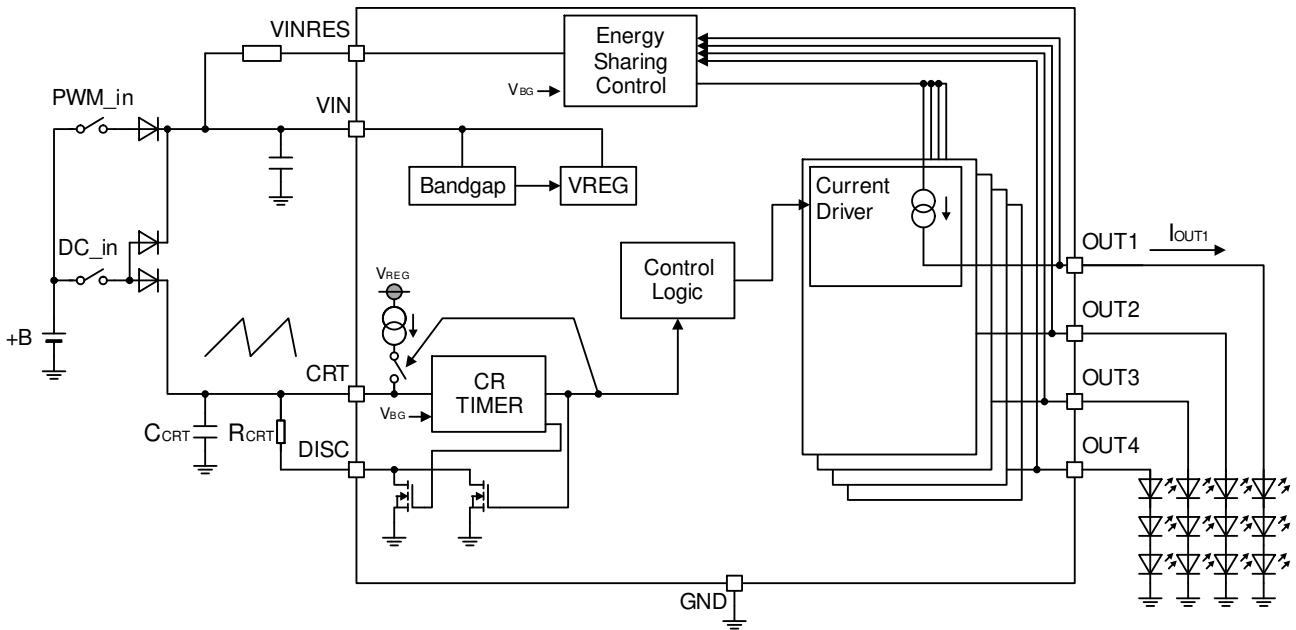 VINRES
Energy
Sharing
Control
VBG
PWM_in
VIN
Bandgap
VREG
Current
Driver
DC_in
OUT1
IOUT1
Control
Logic
VREG
OUT2
+B
CRT
CR
TIMER
VBG
OUT3
CCRT
RCRT
DISC
OUT4
GND